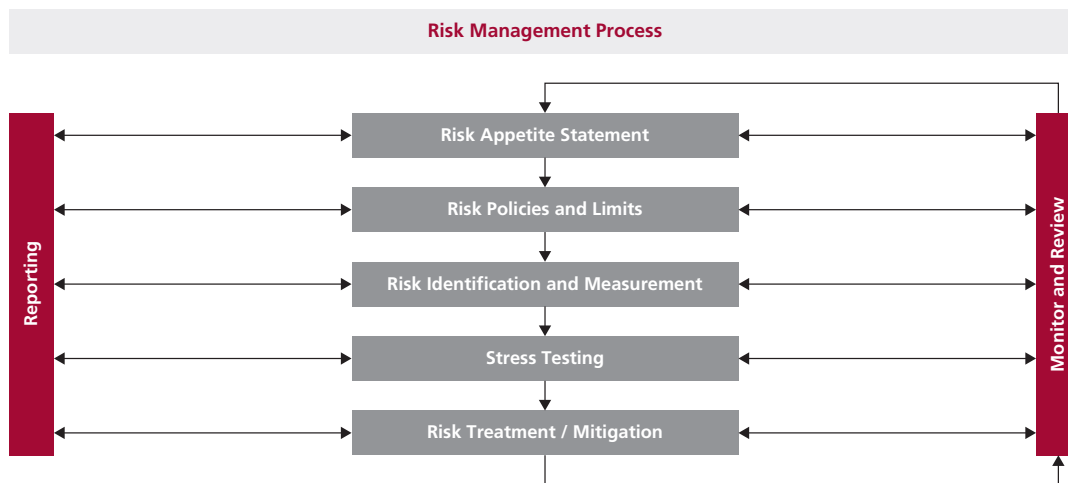 Risk Management Process
Risk Appetite Statement
Risk Policies and Limits
Risk Identification and Measurement
Stress Testing
Risk Treatment / Mitigation
Reporting
Monitor and Review